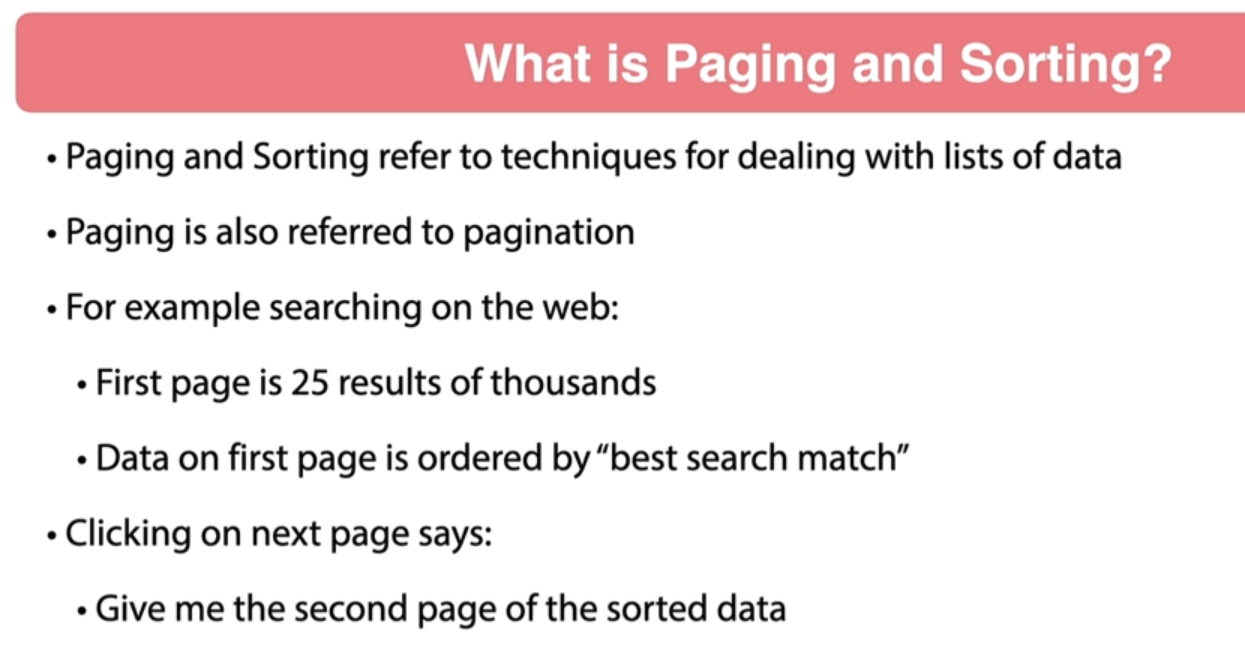 What is Paging and Sorting?
• Paging and Sorting refer to techniques for dealing with lists of data
• Paging is also referred to pagination
• For example searching on the web:
• First page is 25 results of thousands
• Data on first page is ordered by “best search match”
• Clicking on next page says:
• Give me the second page of the sorted data